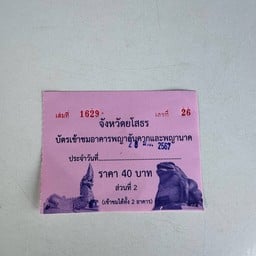 เล่มที่ 1629 เลขที่ 26
จังหวัดยโสธร
บัตรเข้าชมอาคารพญาคันคากและพญานาค
ประจำวันที่ 2567
ราคา 40 บาท
ส่วนที่ 2
(เข้าชมได้ทั้ง 2 อาคาร)